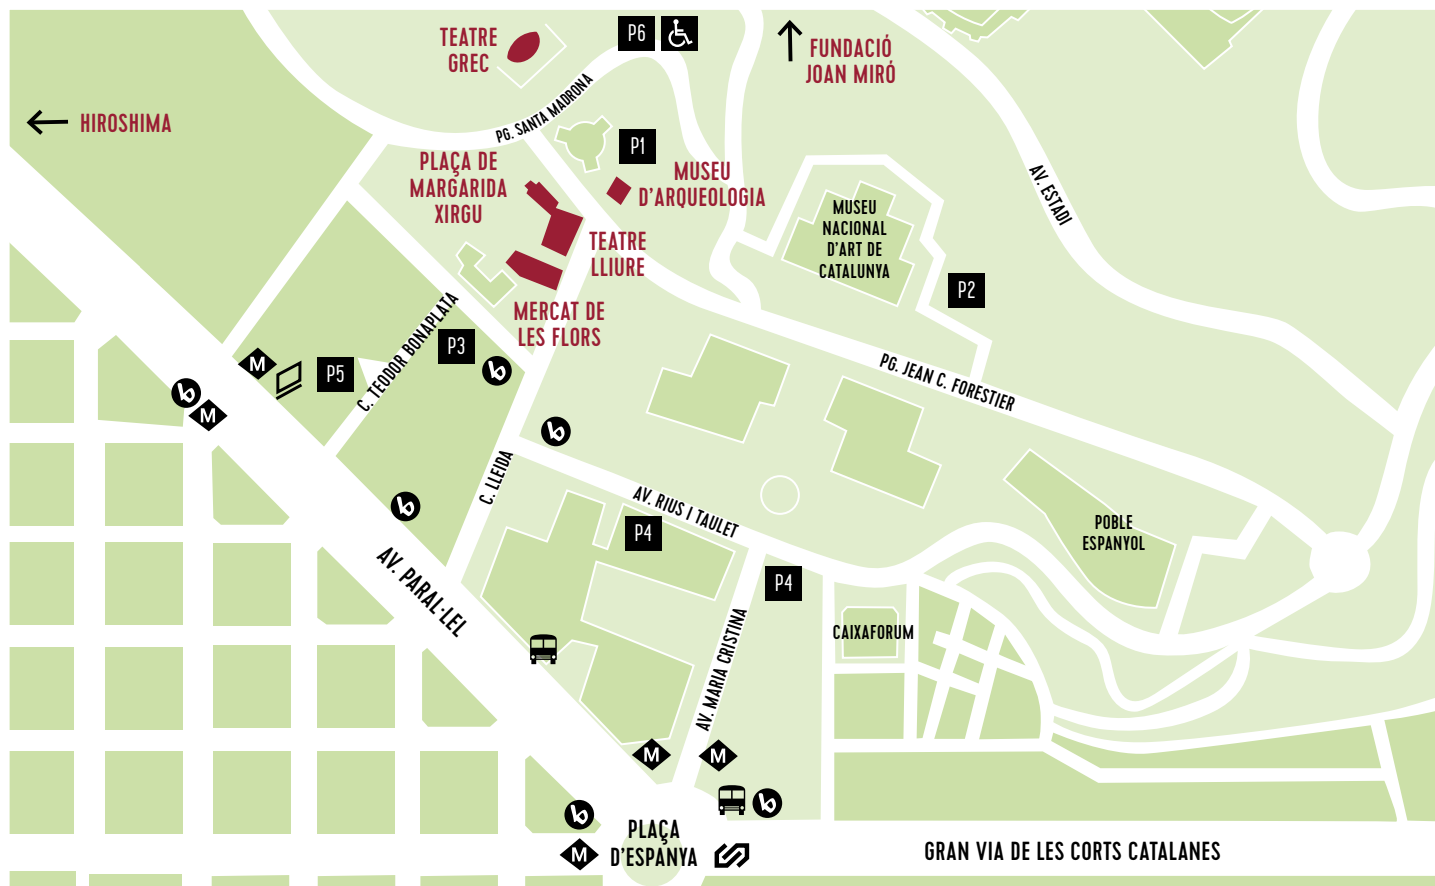 TEATRE
GREC
P6
FUNDACIÓ
JOAN MIRÓ
HIROSHIMA
PG. SANTA MADRONA
P1
PLAÇA DE
MARGARIDA
XIRGU
MUSEU
D'ARQUEOLOGIA
AV. ESTADI
MUSEU
NACIONAL
D'ART DE
CATALUNYA
TEATRE
LLIURE
P2
MERCAT DE
LES FLORS
P3
C. TEODOR BONAPLATA
M
P5
b
M
b
PG. JEAN C. FORESTIER
b
C. LLEIDA
b
AV. RIUS I TAULET
P4
POBLE
ESPANYOL
AV. PARAL·LEL
P4
CAIXAFORUM
AV. MARIA CRISTINA
M
M
b
b
PLAÇA
D'ESPANYA
M
GRAN VIA DE LES CORTS CATALANES